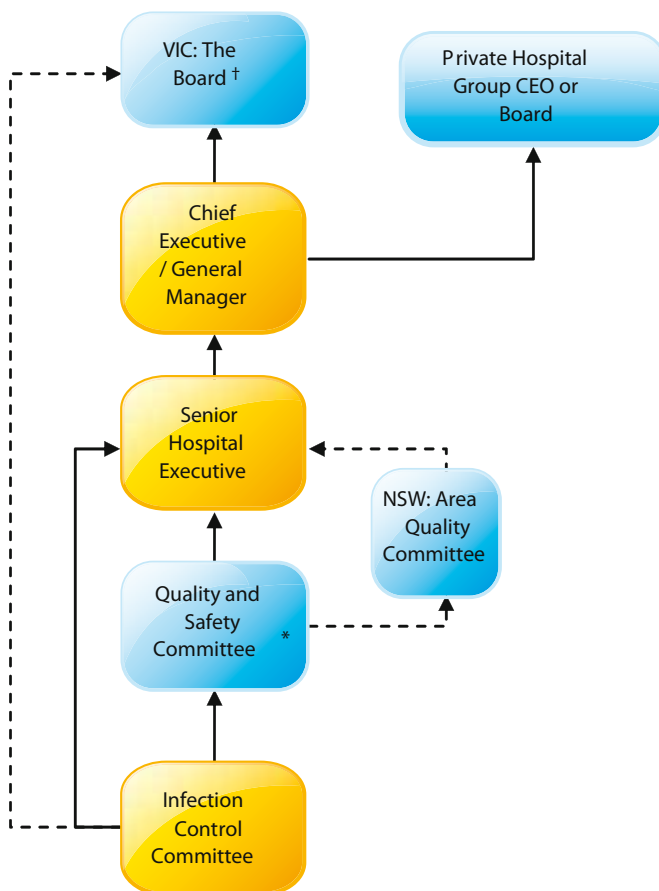 VIC: The
Board †
Private Hospital
Group CEO or
Board
Chief
Executive
/ General
Manager
Senior
Hospital
Executive
NSW: Area
Quality
Committee
Quality and
Safety
Committee *
Infection
Control
Committee